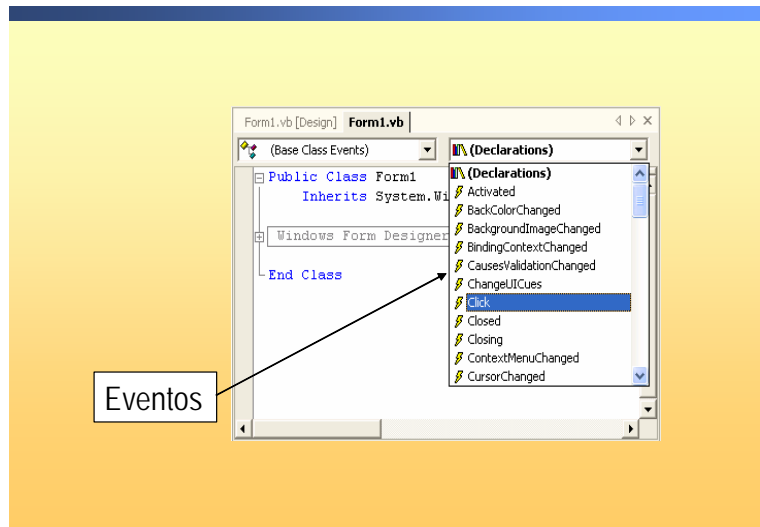 Form1.vb [Design] Form1.vb
(Base Class Events) (Declarations)
Public Class Form1
Inherits System.Wi
Windows Form Designer
End Class
(Declarations)
Activated
BackColorChanged
BackgroundImageChanged
BindingContextChanged
CausesValidationChanged
ChangeUICues
Click
Closed
Closing
ContextMenuChanged
CursorChanged
Eventos